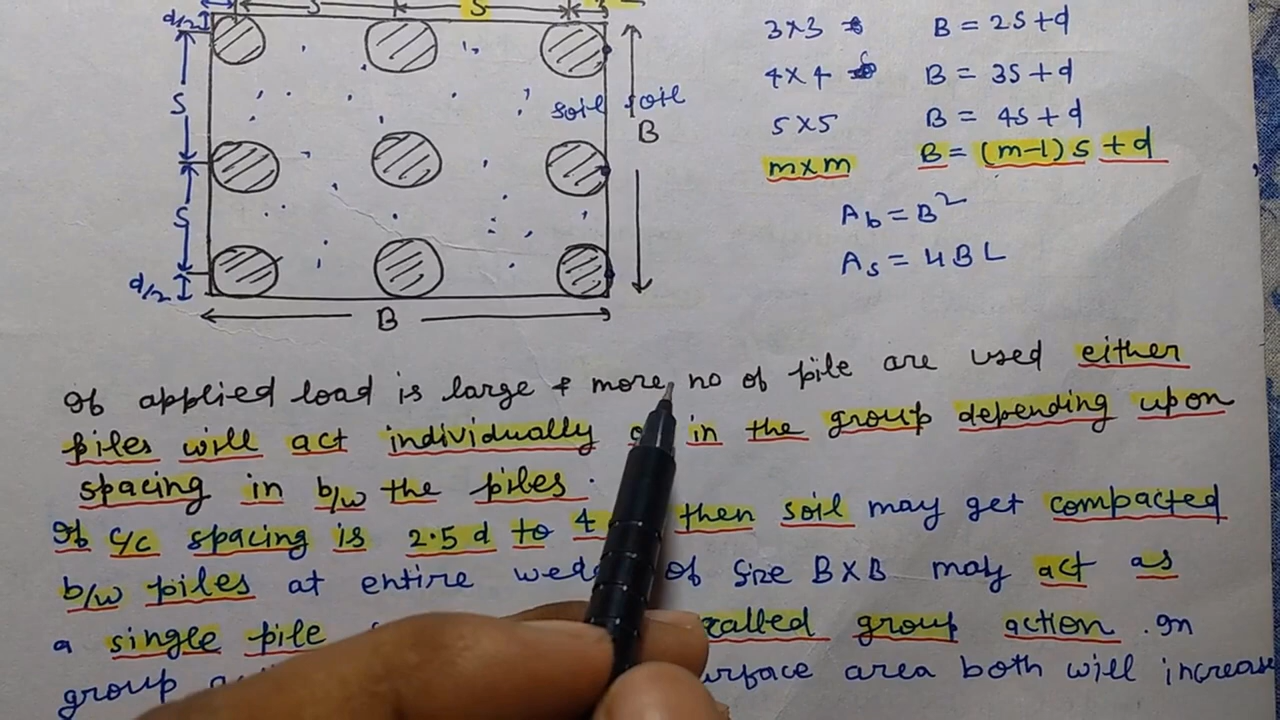 d/2 S S
S
S
d/2
soil soil
B
B
3×3 B = 2S+d
4×4 B = 3S+d
5×5 B = 4S+d
m×m B = (m-1)S+d
Ab = B²
As = 4BL
If applied load is large & more no of pile are used either
piles will act individually in the group depending upon
spacing in b/w the piles.
If c/c spacing is 2.5d to 4 then soil may get compacted
b/w piles at entire of size B×B may act as
a single pile called group action. In
group area both will increase